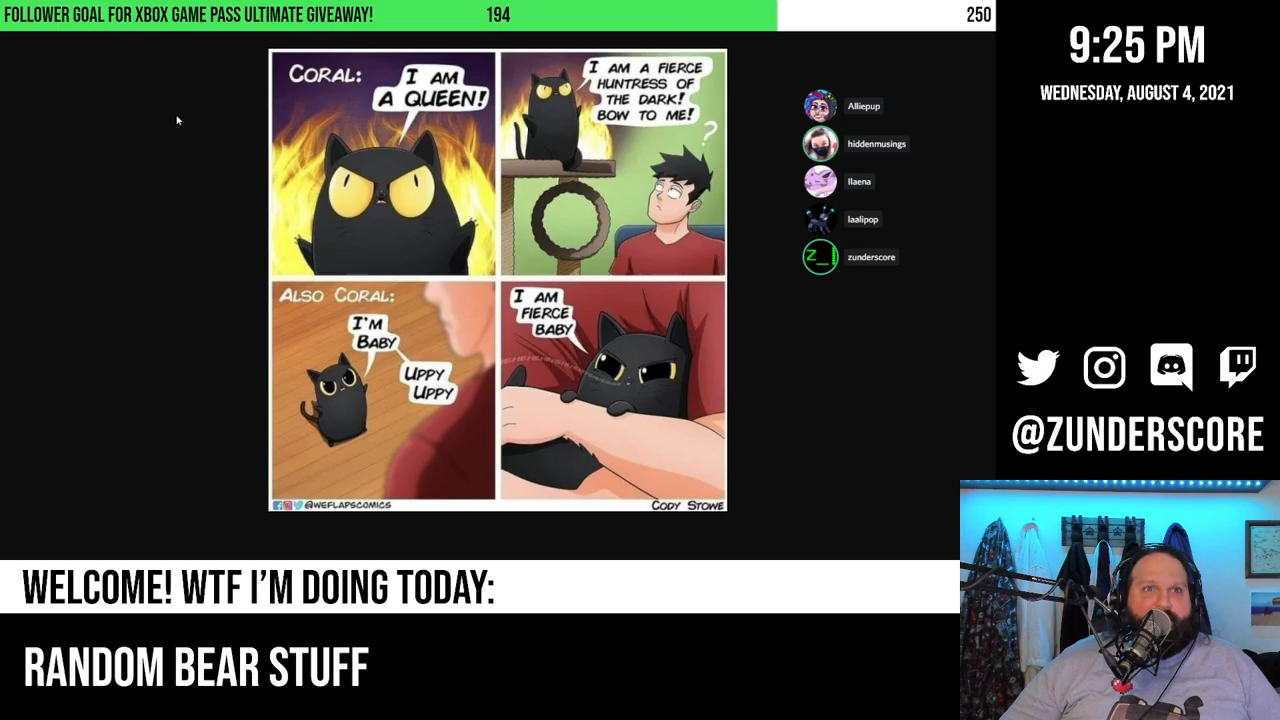 FOLLOWER GOAL FOR XBOX GAME PASS ULTIMATE GIVEAWAY! 194 250
9:25 PM
WEDNESDAY, AUGUST 4, 2021
CORAL:
I AM
A QUEEN!
I AM A FIERCE
HUNTRESS OF
THE DARK!
BOW TO ME!
?
ALSO CORAL:
I'M
BABY
UPPY
UPPY
I AM
FIERCE
BABY
@WEFLAPSCOMICS
CODY STOWE
Alliepup
hiddenmusings
laalipop
z_
zunderscore
@ZUNDERSCORE
WELCOME! WTF I'M DOING TODAY:
RANDOM BEAR STUFF